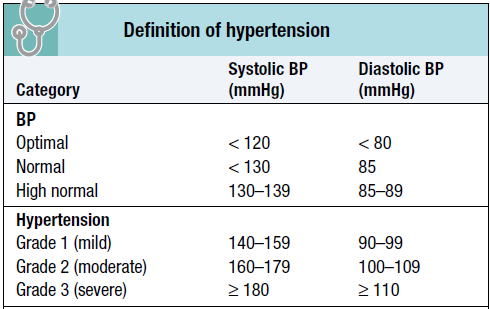 Definition of hypertension
Category Systolic BP (mmHg) Diastolic BP (mmHg)
BP
Optimal < 120 < 80
Normal < 130 85
High normal 130–139 85–89
Hypertension
Grade 1 (mild) 140–159 90–99
Grade 2 (moderate) 160–179 100–109
Grade 3 (severe) ≥ 180 ≥ 110